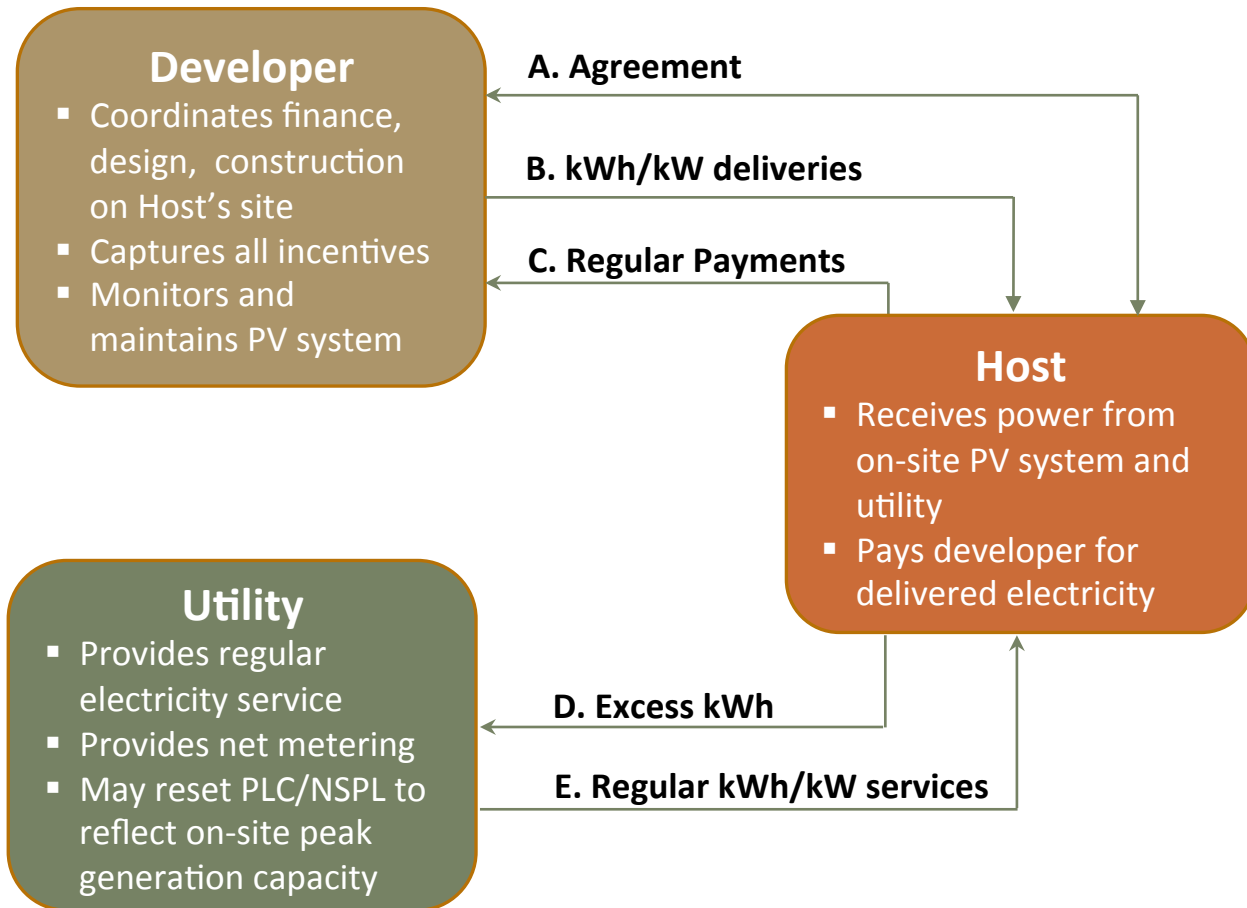 Developer
▪ Coordinates finance,
design, construction
on Host's site
▪ Captures all incentives
▪ Monitors and
maintains PV system
A. Agreement
B. kWh/kW deliveries
C. Regular Payments
Host
▪ Receives power from
on-site PV system and
utility
▪ Pays developer for
delivered electricity
Utility
▪ Provides regular
electricity service
▪ Provides net metering
▪ May reset PLC/NSPL to
reflect on-site peak
generation capacity
D. Excess kWh
E. Regular kWh/kW services